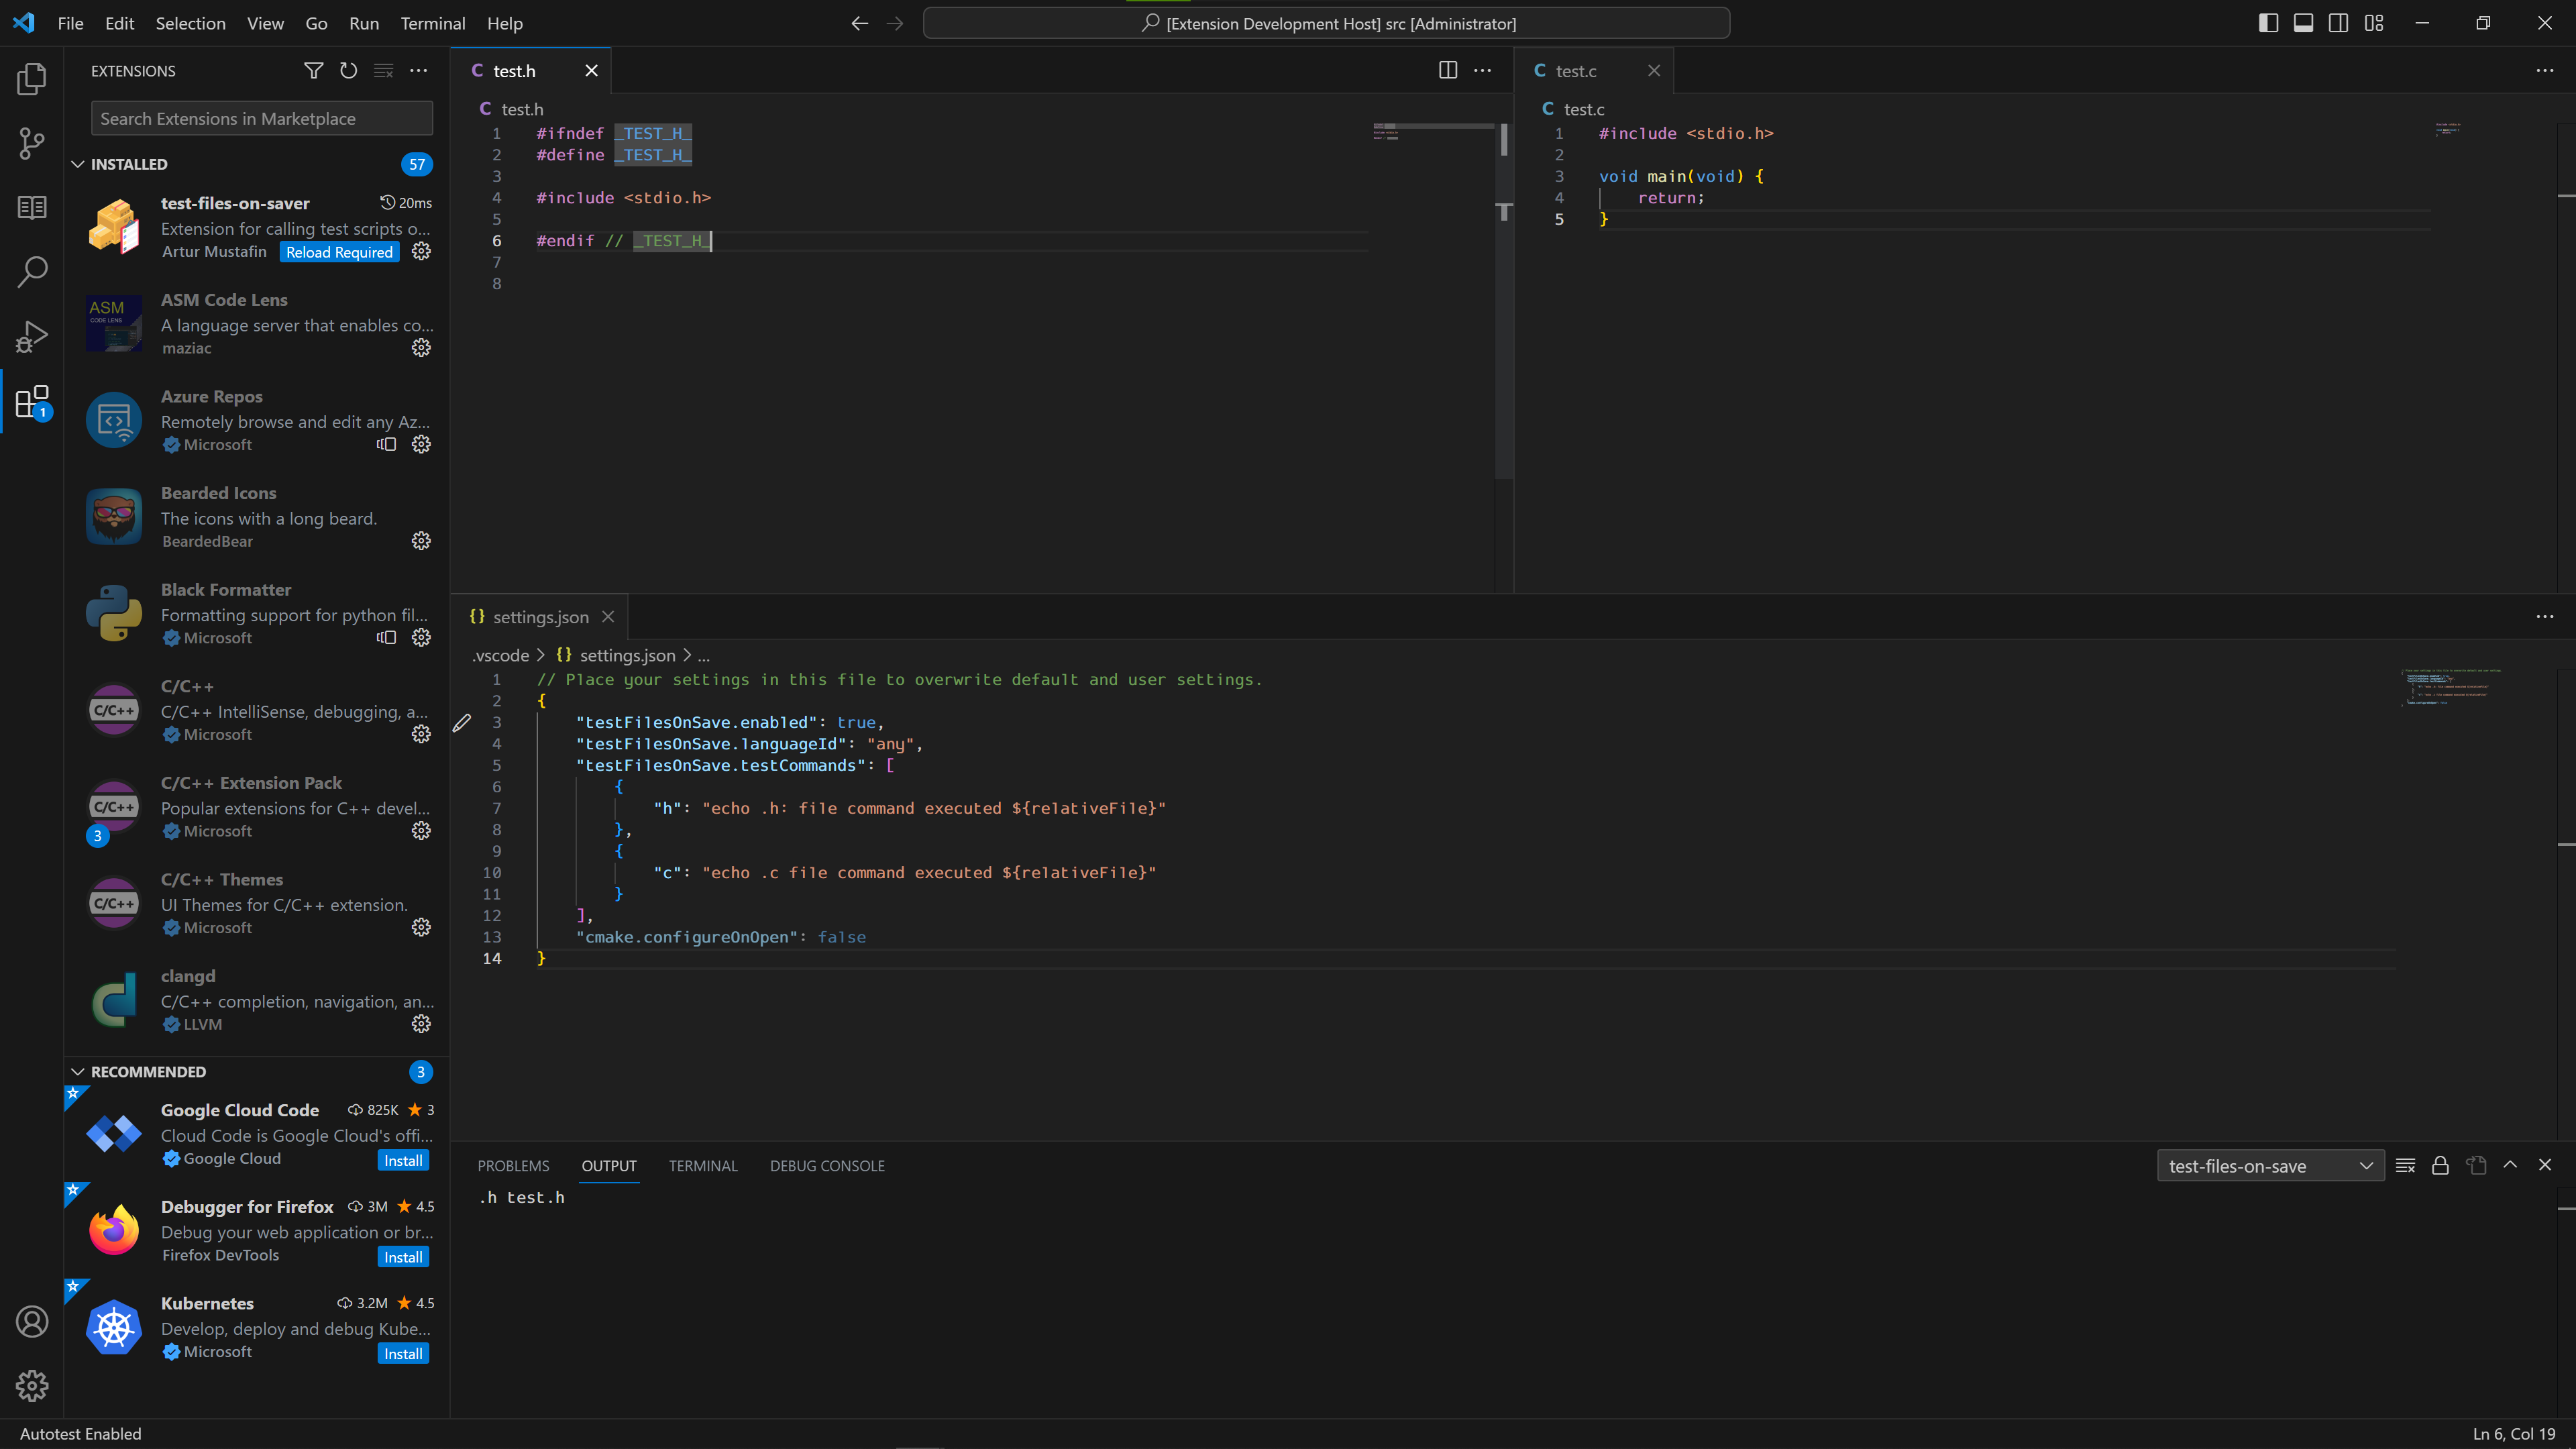 File Edit Selection View Go Run Terminal Help
[Extension Development Host] src [Administrator]
EXTENSIONS
Search Extensions in Marketplace
INSTALLED 57
test-files-on-saver 20ms
Extension for calling test scripts o...
Artur Mustafin Reload Required
ASM
CODE LENS
ASM Code Lens
A language server that enables co...
maziac
Azure Repos
Remotely browse and edit any Az...
Microsoft
Bearded Icons
The icons with a long beard.
BeardedBear
Black Formatter
Formatting support for python fil...
Microsoft
C/C++
C/C++
C/C++ IntelliSense, debugging, a...
Microsoft
C/C++
3
C/C++ Extension Pack
Popular extensions for C++ devel...
Microsoft
C/C++
C/C++ Themes
UI Themes for C/C++ extension.
Microsoft
clangd
C/C++ completion, navigation, an...
LLVM
RECOMMENDED 3
Google Cloud Code 825K 3
Cloud Code is Google Cloud's offi...
Google Cloud Install
Debugger for Firefox 3M 4.5
Debug your web application or br...
Firefox DevTools Install
Kubernetes 3.2M 4.5
Develop, deploy and debug Kube...
Microsoft Install
1
C test.h
C test.h
1 #ifndef _TEST_H_
2 #define _TEST_H_
3
4 #include <stdio.h>
5
6 #endif // _TEST_H_
7
8
C test.c
C test.c
1 #include <stdio.h>
2
3 void main(void) {
4 return;
5 }
{} settings.json
.vscode > {} settings.json > ...
1 // Place your settings in this file to overwrite default and user settings.
2 {
3 "testFilesOnSave.enabled": true,
4 "testFilesOnSave.languageId": "any",
5 "testFilesOnSave.testCommands": [
6 {
7 "h": "echo .h: file command executed ${relativeFile}"
8 },
9 {
10 "c": "echo .c file command executed ${relativeFile}"
11 }
12 ],
13 "cmake.configureOnOpen": false
14 }
PROBLEMS OUTPUT TERMINAL DEBUG CONSOLE
test-files-on-save
.h test.h
Autotest Enabled
Ln 6, Col 19